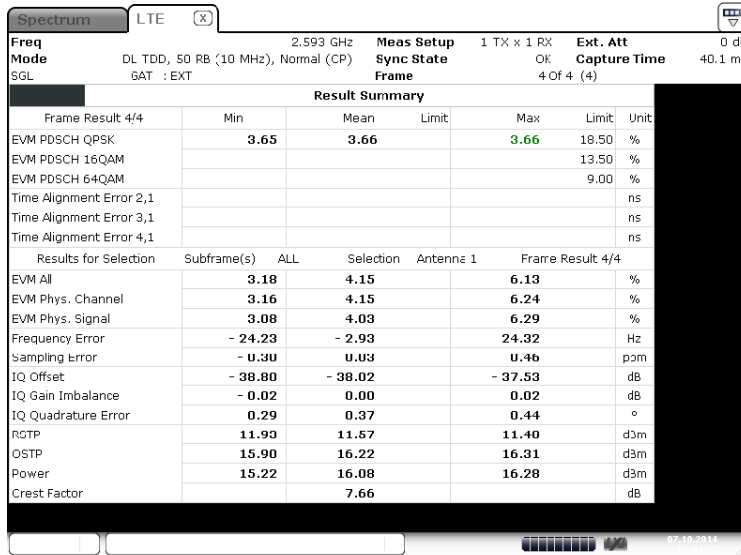 Spectrum LTE X
Freq 2.593 GHz Meas Setup 1 TX x 1 RX Ext. Att 0 d
Mode DL TDD, 50 RB (10 MHz), Normal (CP) Sync State OK Capture Time 40.1 m
SGL GAT : EXT Frame 4 Of 4 (4)
Result Summary
Frame Result 4/4 Min Mean Limit Max Limit Unit
EVM PDSCH QPSK 3.65 3.66 3.66 18.50 %
EVM PDSCH 16QAM 13.50 %
EVM PDSCH 64QAM 9.00 %
Time Alignment Error 2,1 ns
Time Alignment Error 3,1 ns
Time Alignment Error 4,1 ns
Results for Selection Subframe(s) ALL Selection Antenna 1 Frame Result 4/4
EVM All 3.18 4.15 6.13 %
EVM Phys. Channel 3.16 4.15 6.24 %
EVM Phys. Signal 3.08 4.03 6.29 %
Frequency Error - 24.23 - 2.93 24.32 Hz
Sampling Error - 0.30 0.03 0.46 ppm
IQ Offset - 38.80 - 38.02 - 37.53 dB
IQ Gain Imbalance - 0.02 0.00 0.02 dB
IQ Quadrature Error 0.29 0.37 0.44 °
RSTP 11.57 11.40 dBm
OSTP 15.90 16.22 16.31 dBm
Power 15.22 16.08 16.28 dBm
Crest Factor 7.66 dB
07.10.2014